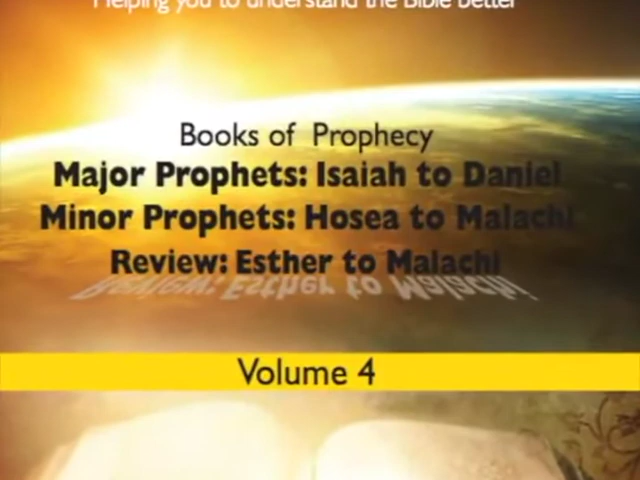 Helping you to understand the Bible better
Books of Prophecy
Major Prophets: Isaiah to Daniel
Minor Prophets: Hosea to Malachi
Review: Esther to Malachi
Volume 4